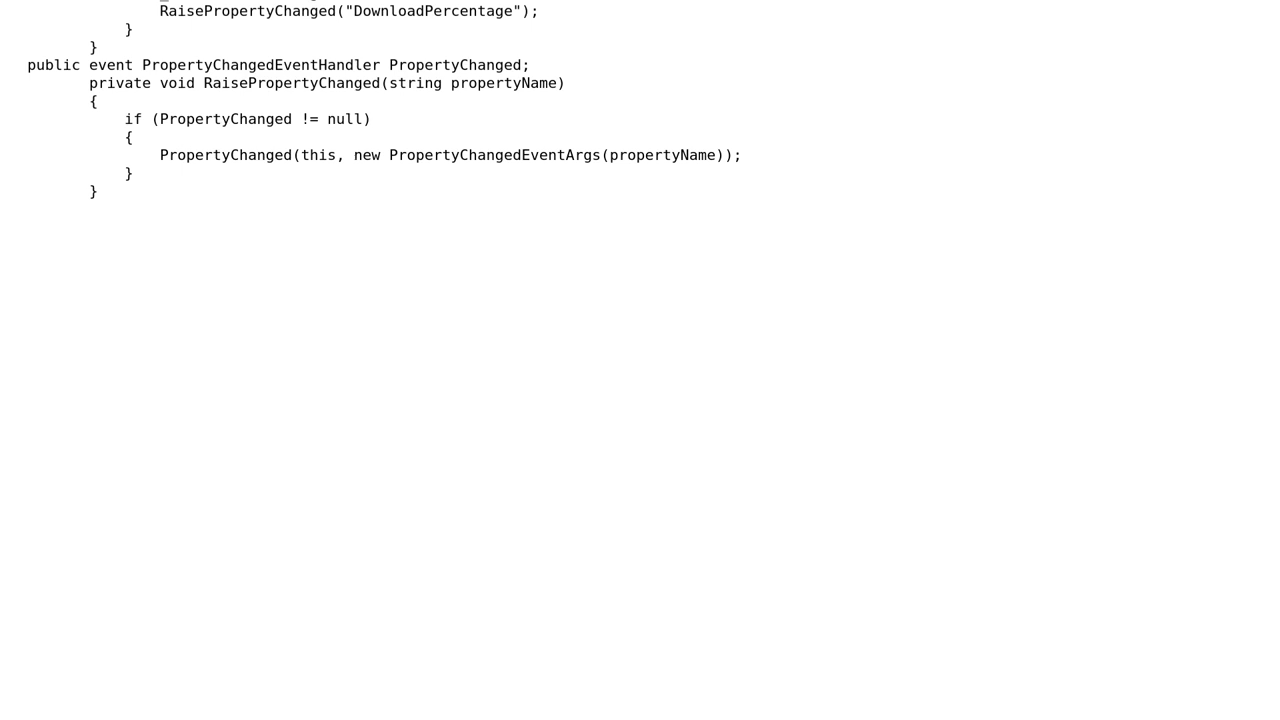 RaisePropertyChanged("DownloadPercentage");
            }
        }
 public event PropertyChangedEventHandler PropertyChanged;
        private void RaisePropertyChanged(string propertyName)
        {
            if (PropertyChanged != null)
            {
                PropertyChanged(this, new PropertyChangedEventArgs(propertyName));
            }
        }